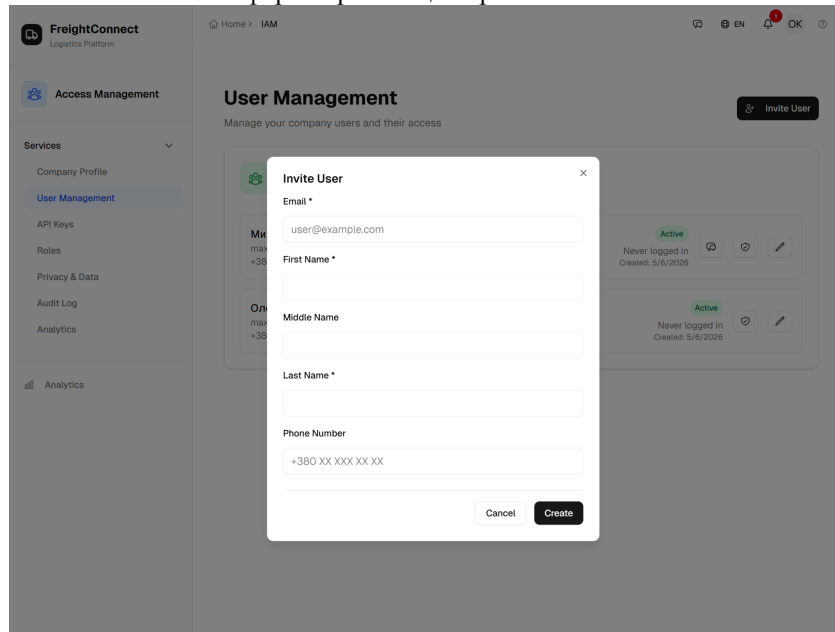 FreightConnect
Logistics Platform
Home > IAM
EN
1
OK
Access Management
User Management
Manage your company users and their access
Invite User
Services
Company Profile
User Management
API Keys
Roles
Privacy & Data
Audit Log
Analytics
Analytics
Invite User
Email *
user@example.com
First Name *
Middle Name
Last Name *
Phone Number
+380 XX XXX XX XX
Cancel
Create
+38
Active
Never logged in
Created: 5/6/2026
+38
Active
Never logged in
Created: 5/6/2026